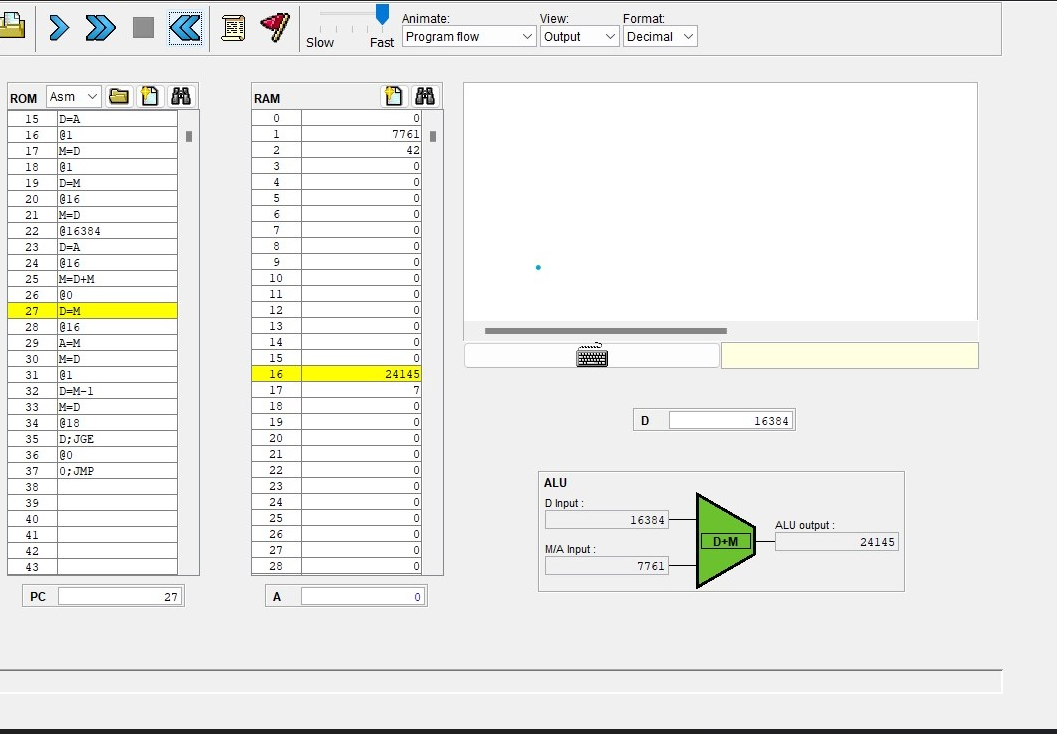 Animate: View: Format:
Slow Fast Program flow Output Decimal
ROM Asm
15 D=A
16 @1
17 M=D
18 @1
19 D=M
20 @16
21 M=D
22 @16384
23 D=A
24 @16
25 M=D+M
26 @0
27 D=M
28 @16
29 A=M
30 M=D
31 @1
32 D=M-1
33 M=D
34 @18
35 D;JGE
36 @0
37 0;JMP
38
39
40
41
42
43
PC 27
RAM
0 0
1 7761
2 42
3 0
4 0
5 0
6 0
7 0
8 0
9 0
10 0
11 0
12 0
13 0
14 0
15 0
16 24145
17 7
18 0
19 0
20 0
21 0
22 0
23 0
24 0
25 0
26 0
27 0
28 0
A 0
D 16384
ALU
D Input :
16384
M/A Input :
7761
D+M
ALU output :
24145